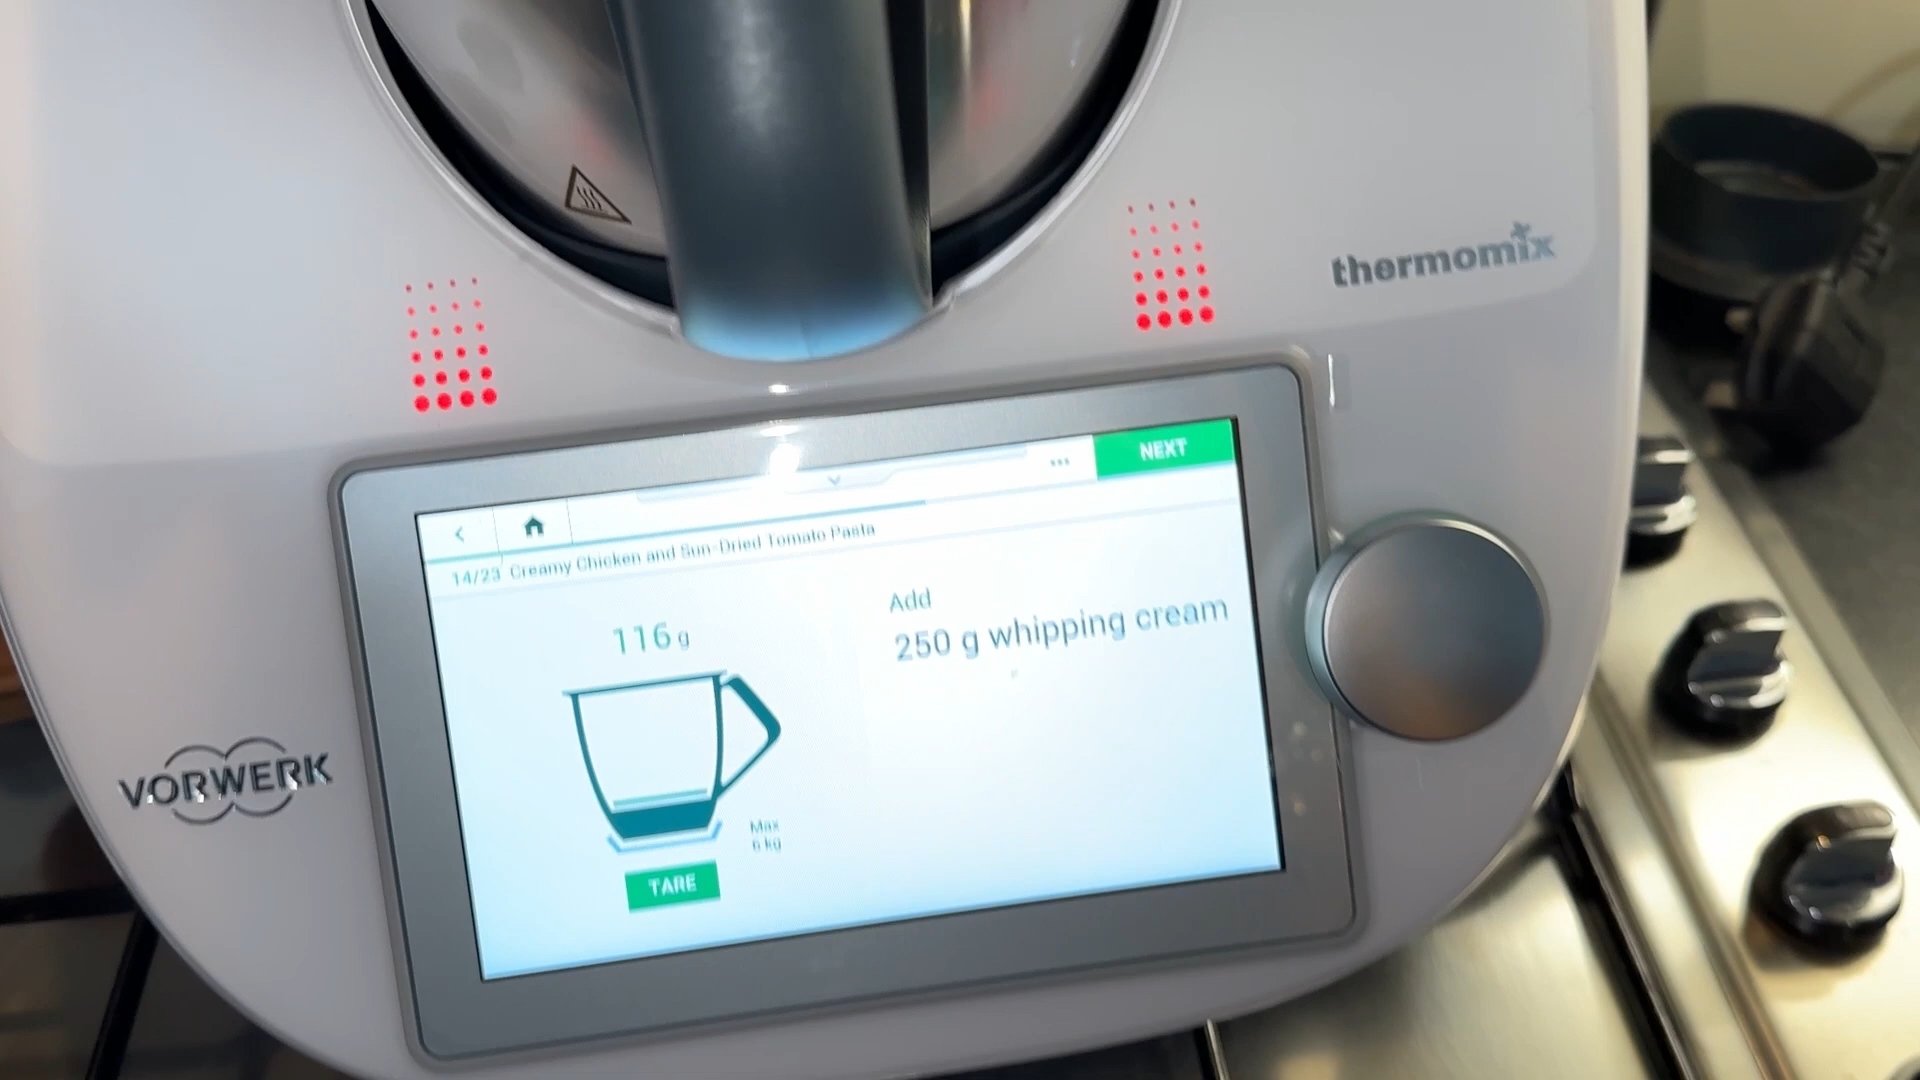 thermomix
NEXT
14/23 Creamy Chicken and Sun-Dried Tomato Pasta
116 g
Add
250 g whipping cream
Max
6 kg
TARE
VORWERK